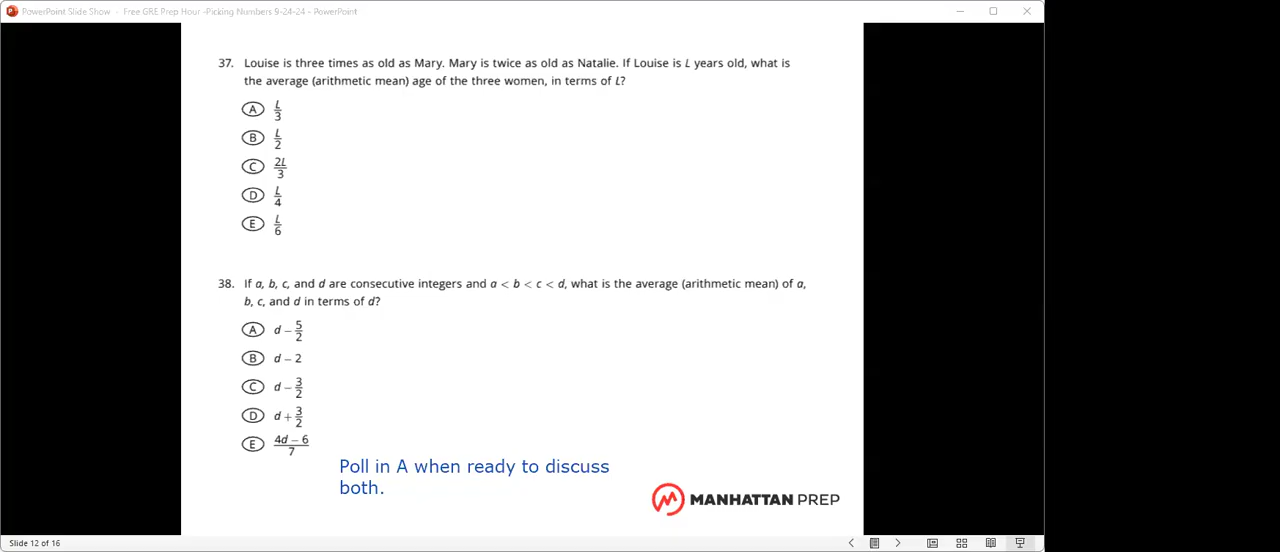 PowerPoint Slide Show - Free GRE Prep Hour -Picking Numbers 9-24-24 - PowerPoint
37. Louise is three times as old as Mary. Mary is twice as old as Natalie. If Louise is L years old, what is
the average (arithmetic mean) age of the three women, in terms of L?
A L/3
B L/2
C 2L/3
D L/4
E L/6
38. If a, b, c, and d are consecutive integers and a < b < c < d, what is the average (arithmetic mean) of a,
b, c, and d in terms of d?
A d – 5/2
B d – 2
C d – 3/2
D d + 3/2
E 4d – 6/7
Poll in A when ready to discuss
both.
MANHATTAN PREP
Slide 12 of 16